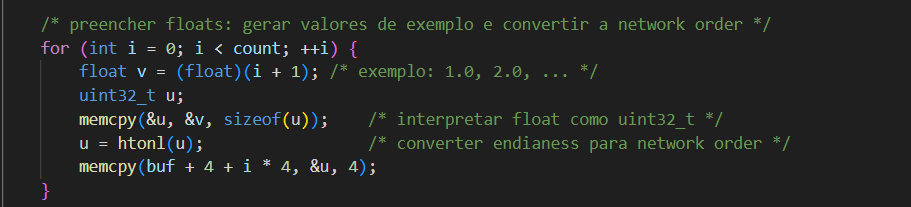 /* preencher floats: gerar valores de exemplo e convertir a network order */
for (int i = 0; i < count; ++i) {
    float v = (float)(i + 1); /* exemplo: 1.0, 2.0, ... */
    uint32_t u;
    memcpy(&u, &v, sizeof(u));    /* interpretar float como uint32_t */
    u = htonl(u);                 /* converter endianess para network order */
    memcpy(buf + 4 + i * 4, &u, 4);
}